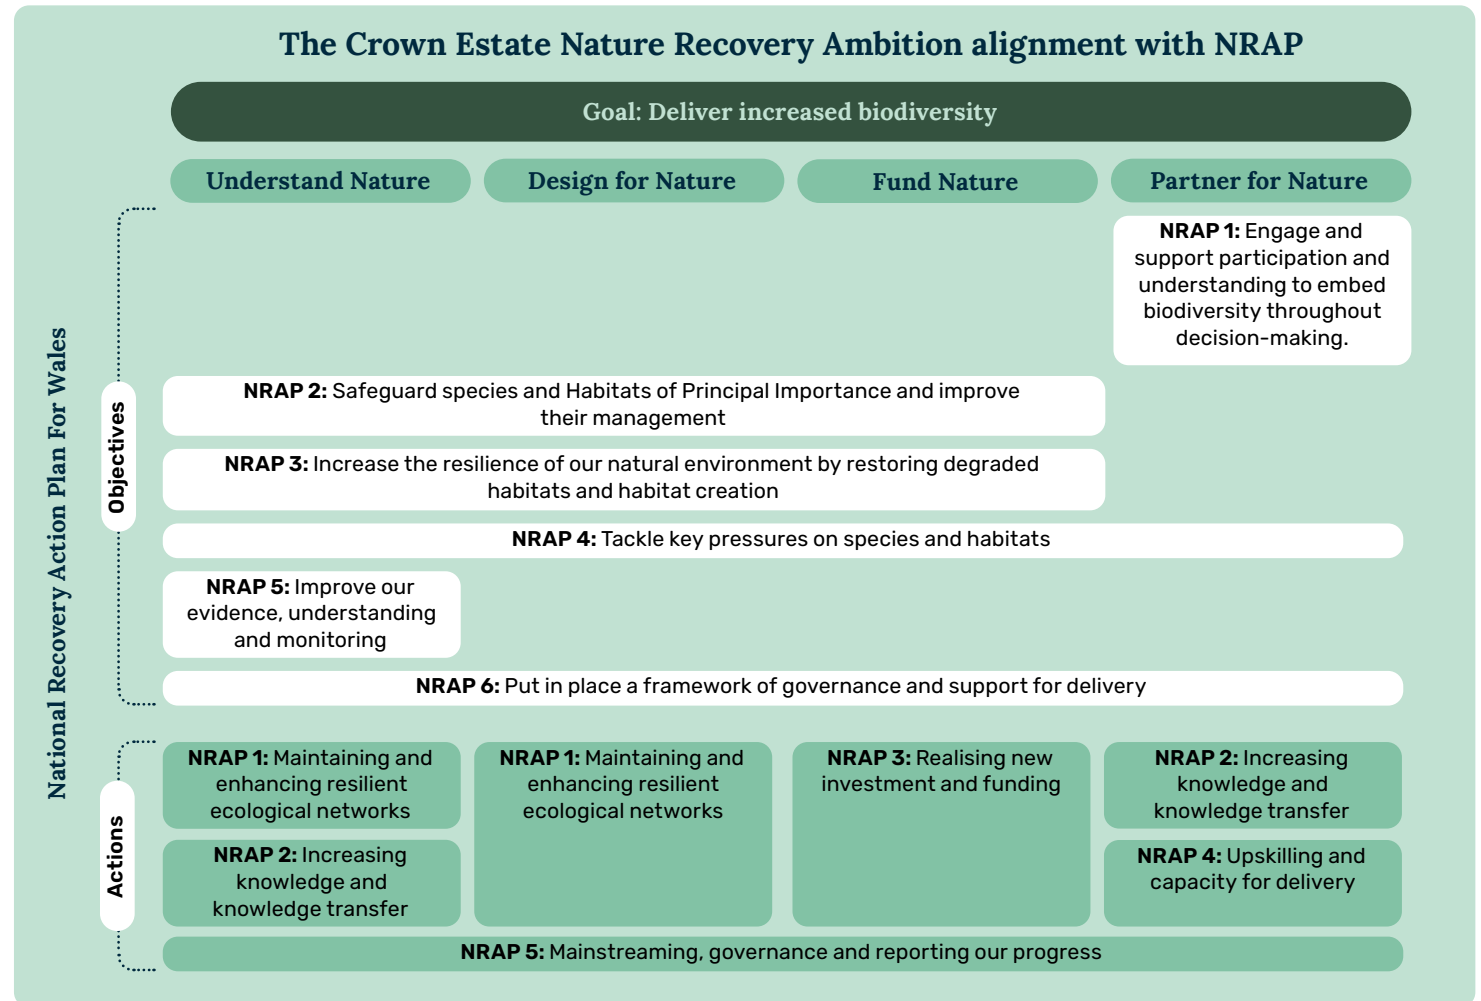 The Crown Estate Nature Recovery Ambition alignment with NRAP
Goal: Deliver increased biodiversity
Understand Nature
Design for Nature
Fund Nature
Partner for Nature
National Recovery Action Plan For Wales
Objectives
NRAP 1: Engage and
support participation and
understanding to embed
biodiversity throughout
decision-making.
NRAP 2: Safeguard species and Habitats of Principal Importance and improve
their management
NRAP 3: Increase the resilience of our natural environment by restoring degraded
habitats and habitat creation
NRAP 4: Tackle key pressures on species and habitats
NRAP 5: Improve our
evidence, understanding
and monitoring
NRAP 6: Put in place a framework of governance and support for delivery
Actions
NRAP 1: Maintaining and
enhancing resilient
ecological networks
NRAP 2: Increasing
knowledge and
knowledge transfer
NRAP 1: Maintaining and
enhancing resilient
ecological networks
NRAP 3: Realising new
investment and funding
NRAP 2: Increasing
knowledge and
knowledge transfer
NRAP 4: Upskilling and
capacity for delivery
NRAP 5: Mainstreaming, governance and reporting our progress